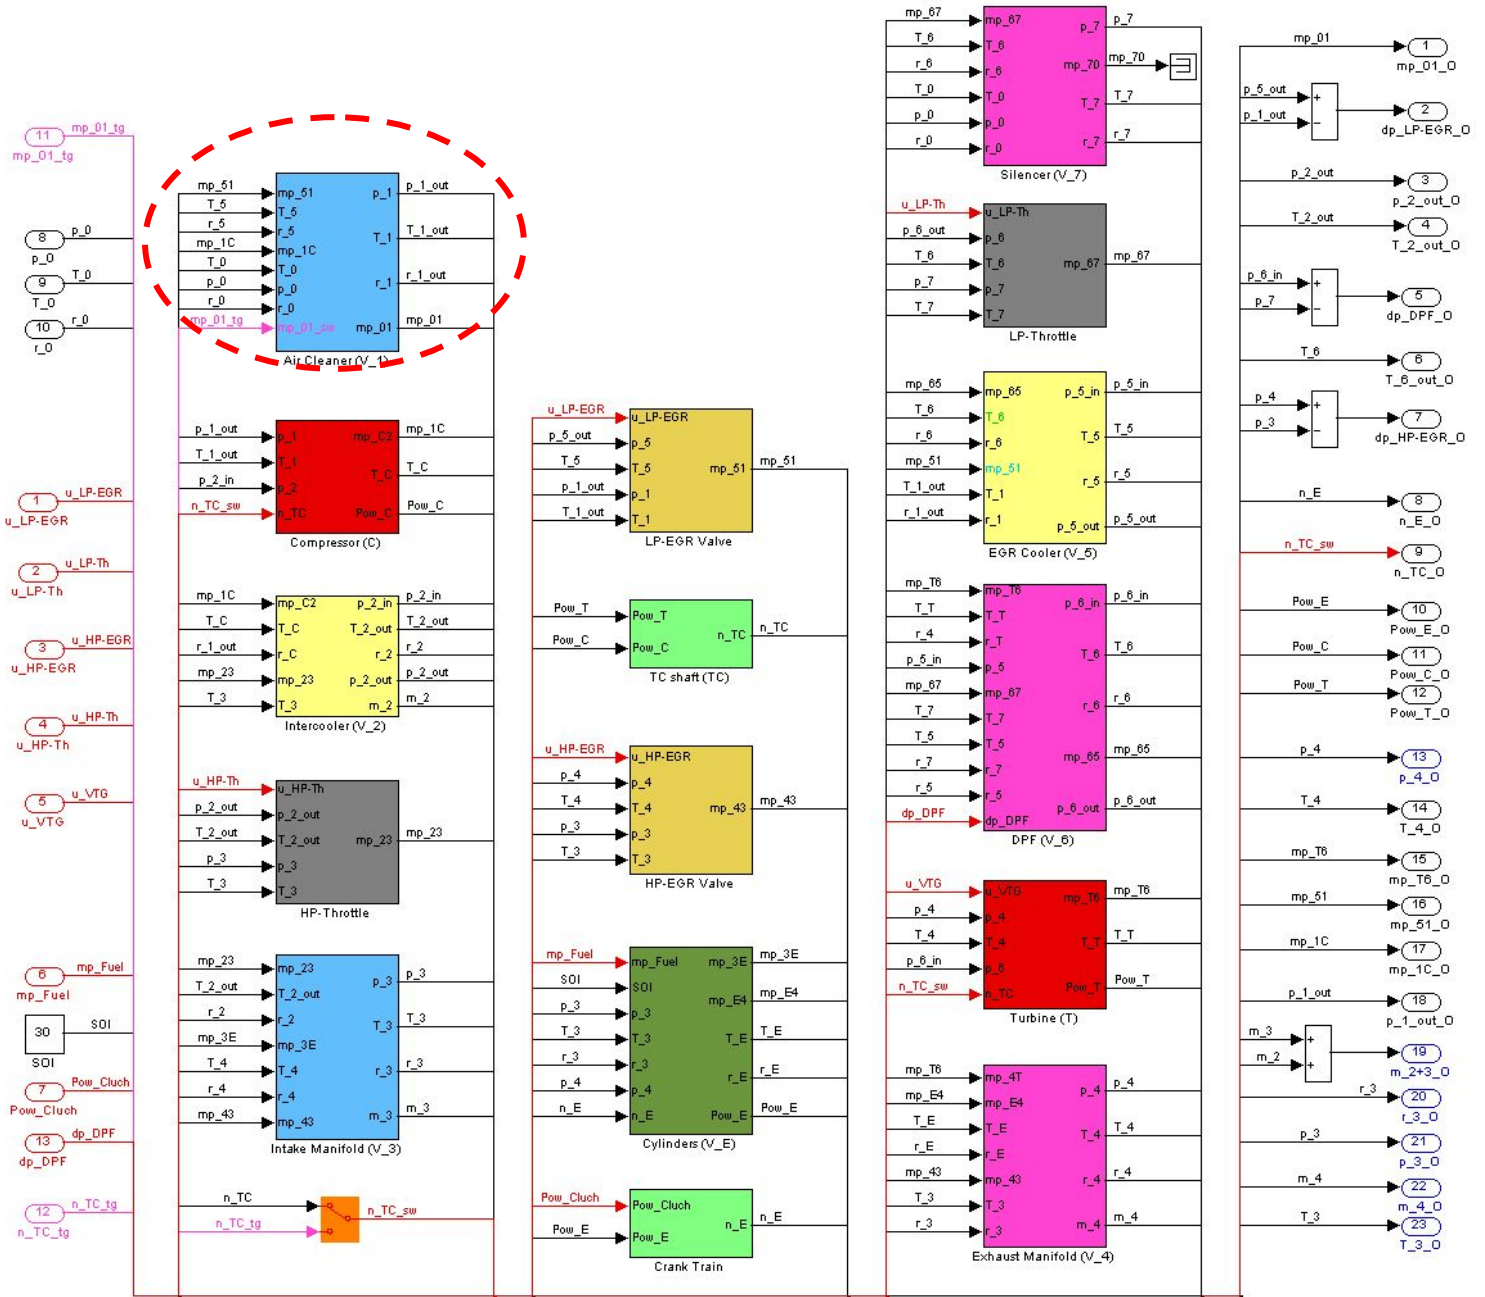 11
mp_01_tg
mp_01_tg
8
p_0
p_0
9
T_0
T_0
10
r_0
r_0
1
u_LP-EGR
u_LP-EGR
2
u_LP-Th
u_LP-Th
3
u_HP-EGR
u_HP-EGR
4
u_HP-Th
u_HP-Th
5
u_VTG
u_VTG
6
mp_Fuel
mp_Fuel
30
SOI
SOI
7
Pow_Cluch
Pow_Cluch
13
dp_DPF
dp_DPF
12
n_TC_tg
n_TC_tg
mp_51 mp_51 p_1 p_1_out
T_5 T_5
r_5 r_5
mp_1C mp_1C T_1 T_1_out
T_0 T_0
p_0 p_0 r_1 r_1_out
r_0 r_0
mp_01_tg mp_01_sw mp_01 mp_01
Air Cleaner (V_1)
p_1_out p_1 mp_C2 mp_1C
T_1_out T_1 T_C T_C
p_2_in p_2
n_TC_sw n_TC Pow_C Pow_C
Compressor (C)
mp_1C mp_C2 p_2_in p_2_in
T_C T_C T_2_out T_2_out
r_1_out r_C r_2 r_2
mp_23 mp_23 p_2_out p_2_out
T_3 T_3 m_2 m_2
Intercooler (V_2)
u_HP-Th u_HP-Th
p_2_out p_2_out
T_2_out T_2_out mp_23 mp_23
p_3 p_3
T_3 T_3
HP-Throttle
mp_23 mp_23 p_3 p_3
T_2_out T_2_out
r_2 r_2 T_3 T_3
mp_3E mp_3E
T_4 T_4 r_3 r_3
r_4 r_4
mp_43 mp_43 m_3 m_3
Intake Manifold (V_3)
n_TC
n_TC_tg
n_TC_sw
u_LP-EGR u_LP-EGR
p_5_out p_5
T_5 T_5 mp_51 mp_51
p_1_out p_1
T_1_out T_1
LP-EGR Valve
Pow_T Pow_T n_TC n_TC
Pow_C Pow_C
TC shaft (TC)
u_HP-EGR u_HP-EGR
p_4 p_4
T_4 T_4 mp_43 mp_43
p_3 p_3
T_3 T_3
HP-EGR Valve
mp_Fuel mp_Fuel mp_3E mp_3E
SOI SOI
p_3 p_3 mp_E4 mp_E4
T_3 T_3 T_E T_E
r_3 r_3 r_E r_E
p_4 p_4
n_E n_E Pow_E Pow_E
Cylinders (V_E)
Pow_Cluch Pow_Cluch n_E n_E
Pow_E Pow_E
Crank Train
mp_67 mp_67 p_7 p_7
T_6 T_6
r_6 r_6 mp_70 mp_70
T_0 T_0 T_7 T_7
p_0 p_0
r_0 r_0 r_7 r_7
Silencer (V_7)
u_LP-Th u_LP-Th
p_6_out p_6
T_6 T_6 mp_67 mp_67
p_7 p_7
T_7 T_7
LP-Throttle
mp_65 mp_65 p_5_in p_5_in
T_6 T_6
r_6 r_6 T_5 T_5
mp_51 mp_51
T_1_out T_1 r_5 r_5
r_1_out r_1 p_5_out p_5_out
EGR Cooler (V_5)
mp_T6 mp_T6 p_6_in p_6_in
T_T T_T
r_4 r_T T_6 T_6
p_5_in p_5
mp_67 mp_67 r_6 r_6
T_7 T_7
T_5 T_5 mp_65 mp_65
r_7 r_7
r_5 r_5 p_6_out p_6_out
dp_DPF dp_DPF
DPF (V_6)
u_VTG u_VTG mp_T6 mp_T6
p_4 p_4
T_4 T_4 T_T T_T
p_6_in p_6
n_TC_sw n_TC Pow_T Pow_T
Turbine (T)
mp_T6 mp_4T p_4 p_4
mp_E4 mp_E4
T_E T_E T_4 T_4
r_E r_E
mp_43 mp_43 r_4 r_4
T_3 T_3
r_3 r_3 m_4 m_4
Exhaust Manifold (V_4)
mp_01 1
mp_01_O
p_5_out +
p_1_out −
2
dp_LP-EGR_O
p_2_out 3
p_2_out_O
T_2_out 4
T_2_out_O
p_6_in +
p_7 −
5
dp_DPF_O
T_6 6
T_6_out_O
p_4 +
p_3 −
7
dp_HP-EGR_O
n_E 8
n_E_O
n_TC_sw 9
n_TC_O
Pow_E 10
Pow_E_O
Pow_C 11
Pow_C_O
Pow_T 12
Pow_T_O
p_4 13
p_4_O
T_4 14
T_4_O
mp_T6 15
mp_T6_O
mp_51 16
mp_51_O
mp_1C 17
mp_1C_O
p_1_out 18
p_1_out_O
m_3 +
m_2 +
19
m_2+3_O
r_3 20
r_3_O
p_3 21
p_3_O
m_4 22
m_4_O
T_3 23
T_3_O